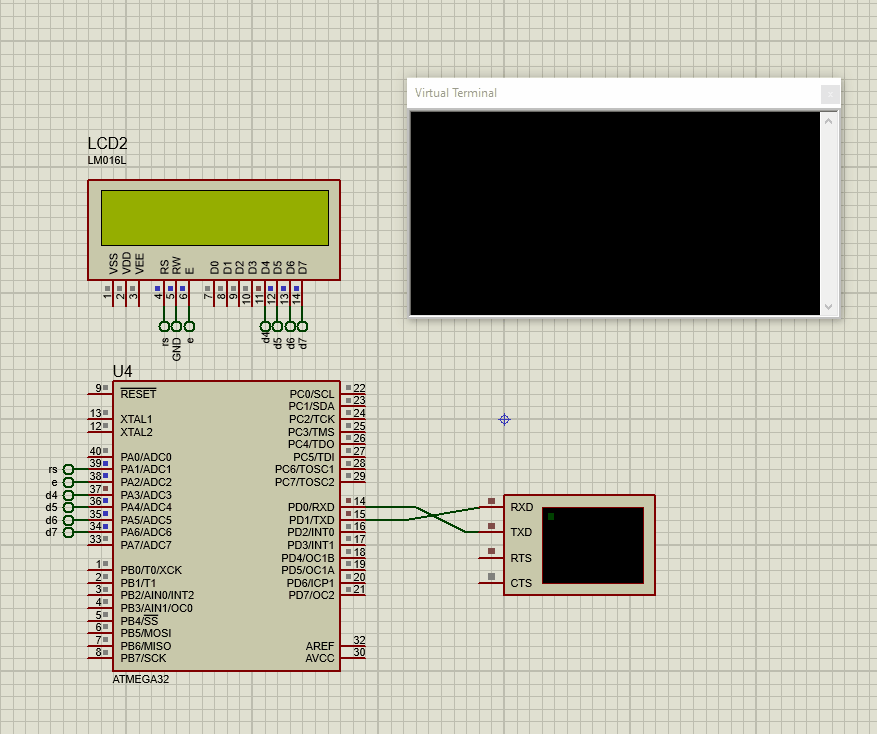 Virtual Terminal
LCD2
LM016L
VSS
VDD
VEE
RS
RW
E
D0
D1
D2
D3
D4
D5
D6
D7
1
2
3
4
5
6
7
8
9
10
11
12
13
14
rs
GND
e
d4
d5
d6
d7
U4
9 RESET PC0/SCL 22
PC1/SDA 23
13 XTAL1 PC2/TCK 24
12 XTAL2 PC3/TMS 25
PC4/TDO 26
40 PA0/ADC0 PC5/TDI 27
rs 39 PA1/ADC1 PC6/TOSC1 28
e 38 PA2/ADC2 PC7/TOSC2 29
d4 37 PA3/ADC3
d5 36 PA4/ADC4 PD0/RXD 14 RXD
d6 35 PA5/ADC5 PD1/TXD 15
d7 34 PA6/ADC6 PD2/INT0 16 TXD
33 PA7/ADC7 PD3/INT1 17
PD4/OC1B 18 RTS
1 PB0/T0/XCK PD5/OC1A 19
2 PB1/T1 PD6/ICP1 20 CTS
3 PB2/AIN0/INT2 PD7/OC2 21
4 PB3/AIN1/OC0
5 PB4/SS
6 PB5/MOSI
7 PB6/MISO AREF 32
8 PB7/SCK AVCC 30
ATMEGA32